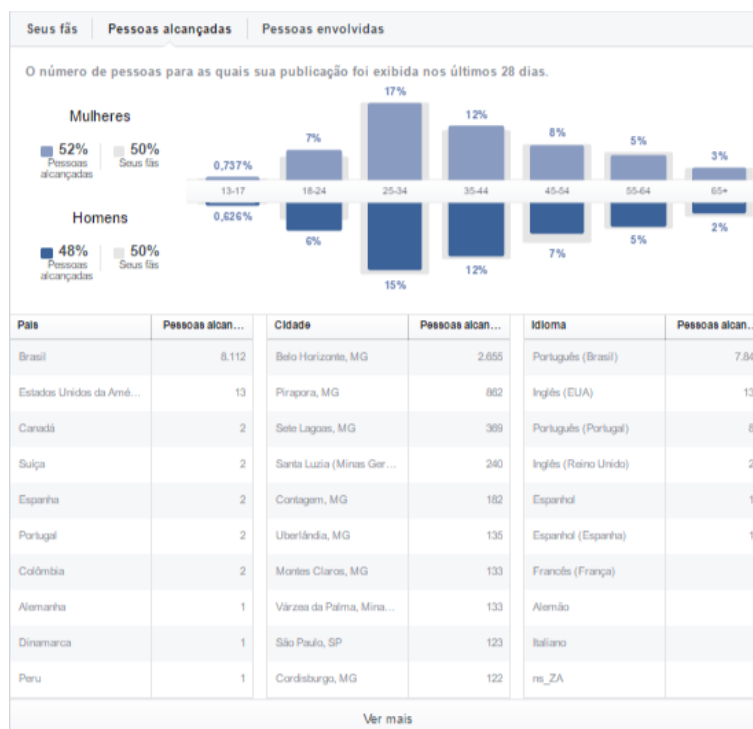 Seus fãs Pessoas alcançadas Pessoas envolvidas
O número de pessoas para as quais sua publicação foi exibida nos últimos 28 dias.
Mulheres
52% 50%
Pessoas alcançadas Seus fãs
0,737% 7% 17% 12% 8% 5% 3%
13-17 18-24 25-34 35-44 45-54 55-64 65+
Homens
48% 50%
Pessoas alcançadas Seus fãs
0,626% 6% 15% 12% 7% 5% 2%
País Pessoas alcan... Cidade Pessoas alcan... Idioma Pessoas alcan...
Brasil 8.112 Belo Horizonte, MG 2.655 Português (Brasil) 7.84
Estados Unidos da Amé... 13 Pirapora, MG 862 Inglês (EUA) 13
Canadá 2 Sete Lagoas, MG 369 Português (Portugal)
Suíça 2 Santa Luzia (Minas Ger... 240 Inglês (Reino Unido)
Espanha 2 Contagem, MG 182 Espanhol
Portugal 2 Uberlândia, MG 135 Espanhol (Espanha)
Colômbia 2 Montes Claros, MG 133 Francês (França)
Alemanha 1 Várzea da Palma, Mina... 133 Alemão
Dinamarca 1 São Paulo, SP 123 Italiano
Peru 1 Cordisburgo, MG 122 ns_ZA
Ver mais